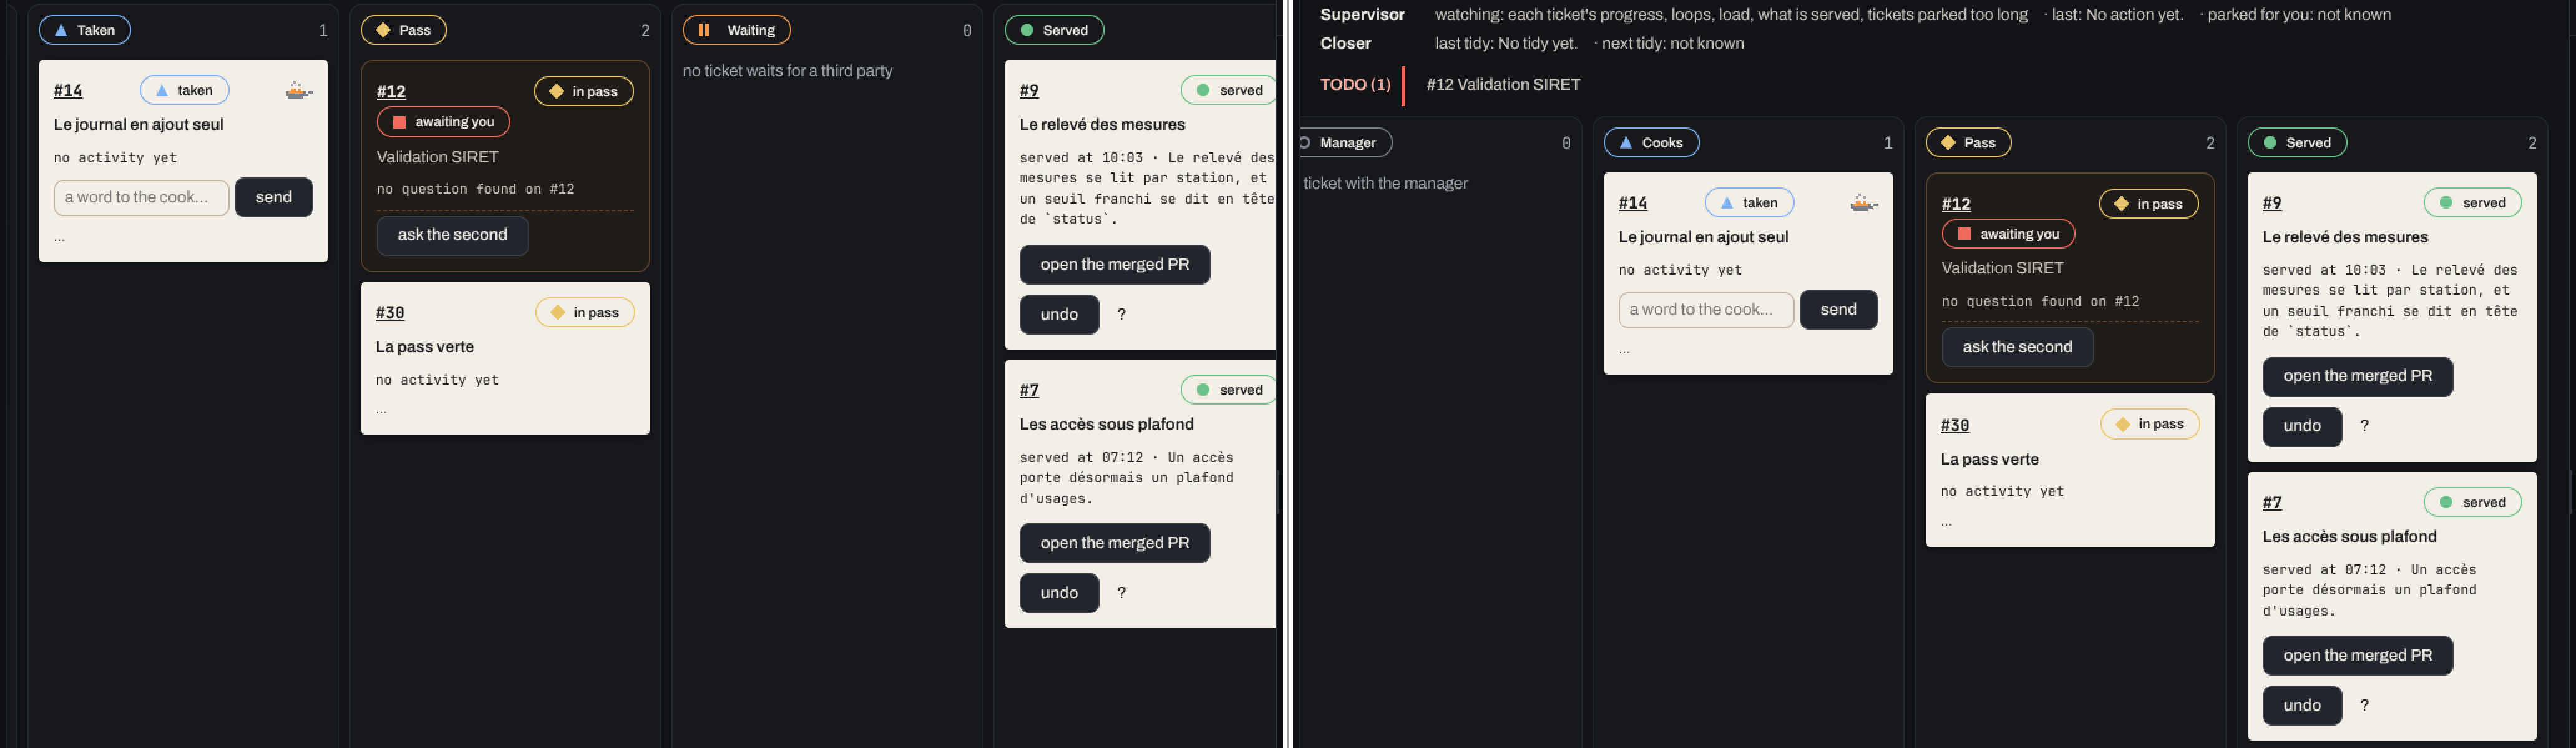 Taken 1
#14 taken
Le journal en ajout seul
no activity yet
a word to the cook... send
...
Pass 2
#12 in pass
awaiting you
Validation SIRET
no question found on #12
ask the second
#30 in pass
La pass verte
no activity yet
...
Waiting 0
no ticket waits for a third party
Served
#9 served
Le relevé des mesures
served at 10:03 · Le relevé des
mesures se lit par station, et
un seuil franchi se dit en tête
de `status`.
open the merged PR
undo ?
#7 served
Les accès sous plafond
served at 07:12 · Un accès
porte désormais un plafond
d'usages.
open the merged PR
undo ?
Supervisor watching: each ticket's progress, loops, load, what is served, tickets parked too long · last: No action yet. · parked for you: not known
Closer last tidy: No tidy yet. · next tidy: not known
TODO (1) #12 Validation SIRET
Manager 0
ticket with the manager
Cooks 1
#14 taken
Le journal en ajout seul
no activity yet
a word to the cook... send
...
Pass 2
#12 in pass
awaiting you
Validation SIRET
no question found on #12
ask the second
#30 in pass
La pass verte
no activity yet
...
Served 2
#9 served
Le relevé des mesures
served at 10:03 · Le relevé des
mesures se lit par station, et
un seuil franchi se dit en tête
de `status`.
open the merged PR
undo ?
#7 served
Les accès sous plafond
served at 07:12 · Un accès
porte désormais un plafond
d'usages.
open the merged PR
undo ?